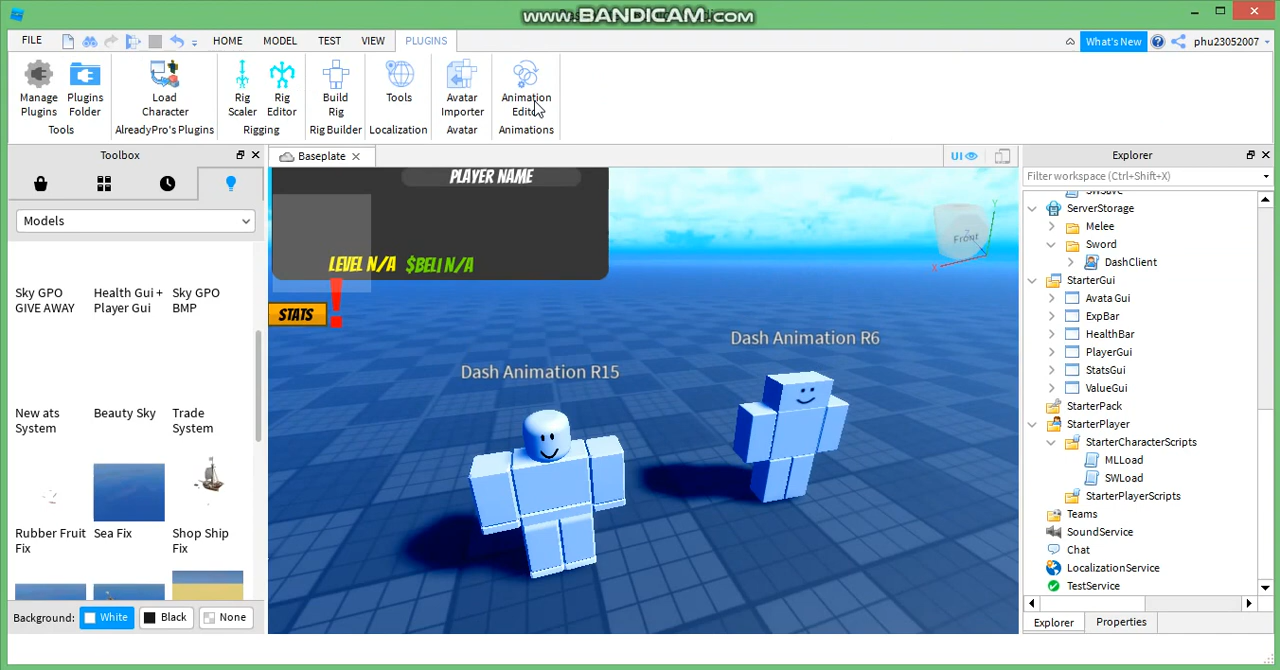 www.BANDICAM.com
FILE HOME MODEL TEST VIEW PLUGINS What's New phu23052007
Manage Plugins
Plugins Folder
Tools
Load Character
AlreadyPro's Plugins
Rig Scaler
Rig Editor
Rigging
Build Rig
Rig Builder
Tools
Localization
Avatar Importer
Avatar
Animation Editor
Animations
Toolbox
Models
Sky GPO GIVE AWAY
Health Gui + Player Gui
Sky GPO BMP
New ats System
Beauty Sky
Trade System
Rubber Fruit Fix
Sea Fix
Shop Ship Fix
Background: White Black None
Baseplate
UI
PLAYER NAME
LEVEL N/A $BELI N/A
STATS !
Dash Animation R15
Dash Animation R6
Front
Y
Z
X
Explorer
Filter workspace (Ctrl+Shift+X)
SWSave
ServerStorage
Melee
Sword
DashClient
StarterGui
Avata Gui
ExpBar
HealthBar
PlayerGui
StatsGui
ValueGui
StarterPack
StarterPlayer
StarterCharacterScripts
MLLoad
SWLoad
StarterPlayerScripts
Teams
SoundService
Chat
LocalizationService
TestService
Explorer Properties